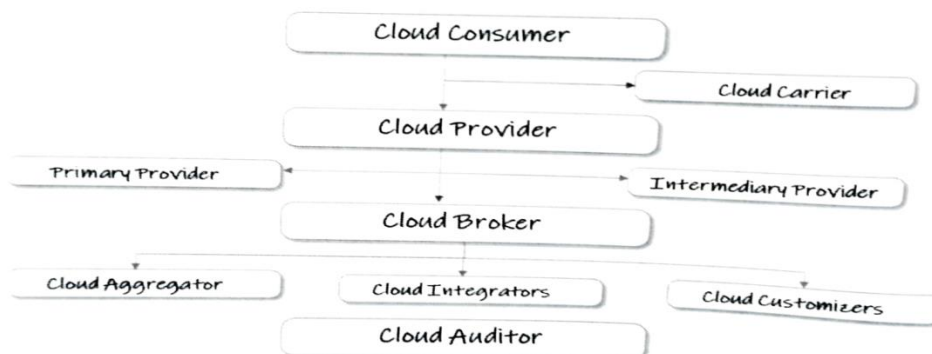 Cloud Consumer
Cloud Carrier
Cloud Provider
Primary Provider
Intermediary Provider
Cloud Broker
Cloud Aggregator
Cloud Integrators
Cloud Customizers
Cloud Auditor